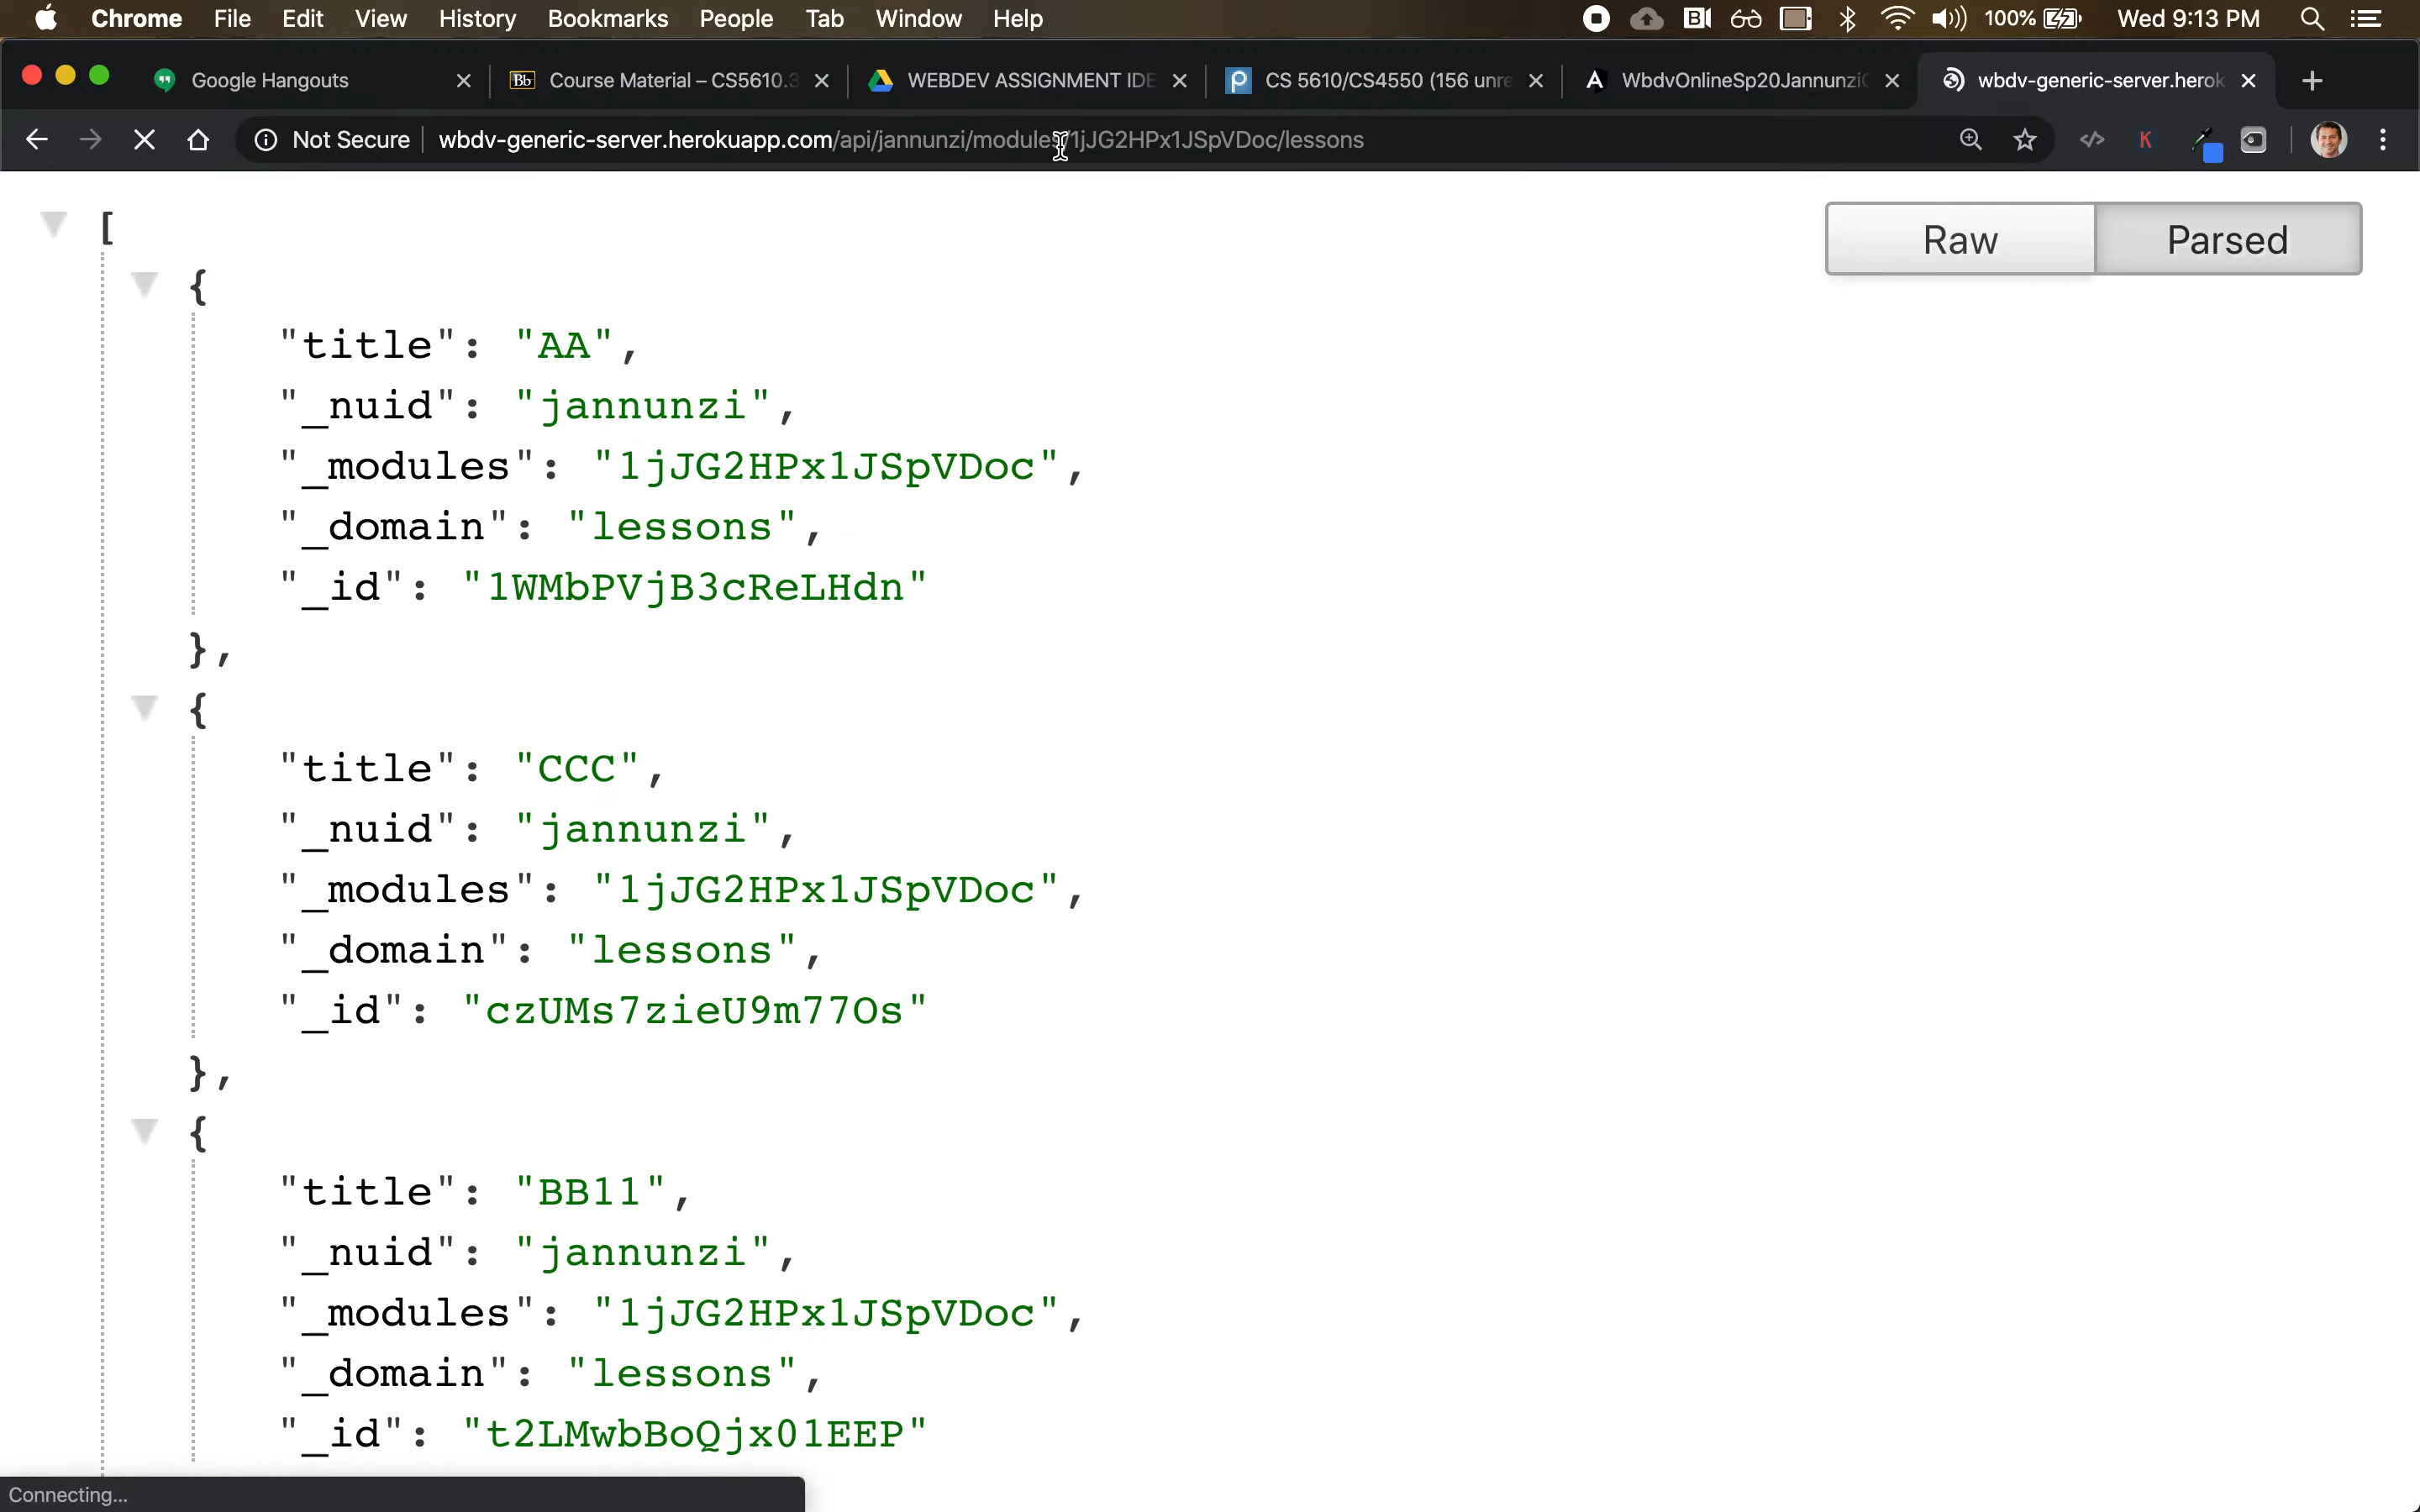 Chrome File Edit View History Bookmarks People Tab Window Help 100% Wed 9:13 PM
Google Hangouts Course Material – CS5610.3 WEBDEV ASSIGNMENT IDE CS 5610/CS4550 (156 unre WbdvOnlineSp20Jannunzi wbdv-generic-server.herok
Not Secure wbdv-generic-server.herokuapp.com/api/jannunzi/modules/1jJG2HPx1JSpVDoc/lessons
Raw Parsed
[
{
"title": "AA",
"_nuid": "jannunzi",
"_modules": "1jJG2HPx1JSpVDoc",
"_domain": "lessons",
"_id": "1WMbPVjB3cReLHdn"
},
{
"title": "CCC",
"_nuid": "jannunzi",
"_modules": "1jJG2HPx1JSpVDoc",
"_domain": "lessons",
"_id": "czUMs7zieU9m77Os"
},
{
"title": "BB11",
"_nuid": "jannunzi",
"_modules": "1jJG2HPx1JSpVDoc",
"_domain": "lessons",
"_id": "t2LMwbBoQjx01EEP"
Connecting...